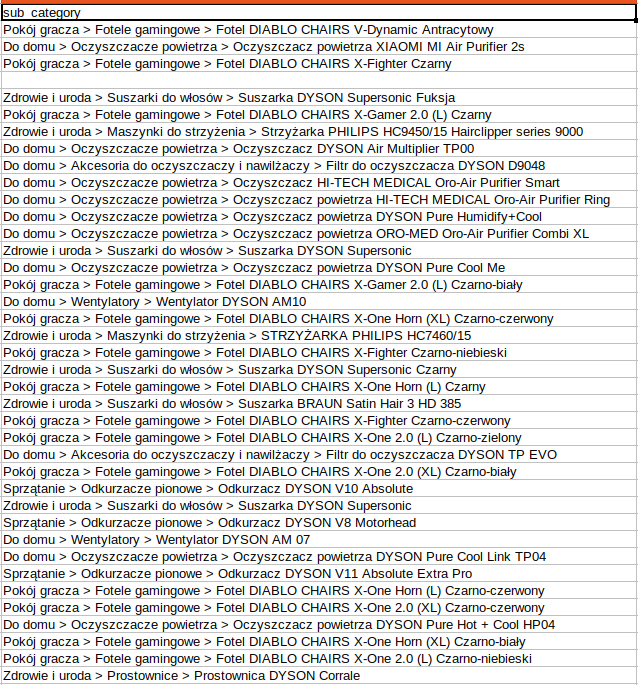 sub_category
Pokój gracza > Fotele gamingowe > Fotel DIABLO CHAIRS V-Dynamic Antracytowy
Do domu > Oczyszczacze powietrza > Oczyszczacz powietrza XIAOMI MI Air Purifier 2s
Pokój gracza > Fotele gamingowe > Fotel DIABLO CHAIRS X-Fighter Czarny
Zdrowie i uroda > Suszarki do włosów > Suszarka DYSON Supersonic Fuksja
Pokój gracza > Fotele gamingowe > Fotel DIABLO CHAIRS X-Gamer 2.0 (L) Czarny
Zdrowie i uroda > Maszynki do strzyżenia > Strzyżarka PHILIPS HC9450/15 Hairclipper series 9000
Do domu > Oczyszczacze powietrza > Oczyszczacz DYSON Air Multiplier TP00
Do domu > Akcesoria do oczyszczaczy i nawilżaczy > Filtr do oczyszczacza DYSON D9048
Do domu > Oczyszczacze powietrza > Oczyszczacz HI-TECH MEDICAL Oro-Air Purifier Smart
Do domu > Oczyszczacze powietrza > Oczyszczacz powietrza HI-TECH MEDICAL Oro-Air Purifier Ring
Do domu > Oczyszczacze powietrza > Oczyszczacz powietrza DYSON Pure Humidify+Cool
Do domu > Oczyszczacze powietrza > Oczyszczacz powietrza ORO-MED Oro-Air Purifier Combi XL
Zdrowie i uroda > Suszarki do włosów > Suszarka DYSON Supersonic
Do domu > Oczyszczacze powietrza > Oczyszczacz powietrza DYSON Pure Cool Me
Pokój gracza > Fotele gamingowe > Fotel DIABLO CHAIRS X-Gamer 2.0 (L) Czarno-biały
Do domu > Wentylatory > Wentylator DYSON AM10
Pokój gracza > Fotele gamingowe > Fotel DIABLO CHAIRS X-One Horn (XL) Czarno-czerwony
Zdrowie i uroda > Maszynki do strzyżenia > STRZYŻARKA PHILIPS HC7460/15
Pokój gracza > Fotele gamingowe > Fotel DIABLO CHAIRS X-Fighter Czarno-niebieski
Zdrowie i uroda > Suszarki do włosów > Suszarka DYSON Supersonic Czarny
Pokój gracza > Fotele gamingowe > Fotel DIABLO CHAIRS X-One Horn (L) Czarny
Zdrowie i uroda > Suszarki do włosów > Suszarka BRAUN Satin Hair 3 HD 385
Pokój gracza > Fotele gamingowe > Fotel DIABLO CHAIRS X-Fighter Czarno-czerwony
Pokój gracza > Fotele gamingowe > Fotel DIABLO CHAIRS X-One 2.0 (L) Czarno-zielony
Do domu > Akcesoria do oczyszczaczy i nawilżaczy > Filtr do oczyszczacza DYSON TP EVO
Pokój gracza > Fotele gamingowe > Fotel DIABLO CHAIRS X-One 2.0 (XL) Czarno-biały
Sprzątanie > Odkurzacze pionowe > Odkurzacz DYSON V10 Absolute
Zdrowie i uroda > Suszarki do włosów > Suszarka DYSON Supersonic
Sprzątanie > Odkurzacze pionowe > Odkurzacz DYSON V8 Motorhead
Do domu > Wentylatory > Wentylator DYSON AM 07
Do domu > Oczyszczacze powietrza > Oczyszczacz powietrza DYSON Pure Cool Link TP04
Sprzątanie > Odkurzacze pionowe > Odkurzacz DYSON V11 Absolute Extra Pro
Pokój gracza > Fotele gamingowe > Fotel DIABLO CHAIRS X-One Horn (L) Czarno-czerwony
Pokój gracza > Fotele gamingowe > Fotel DIABLO CHAIRS X-One 2.0 (XL) Czarno-czerwony
Do domu > Oczyszczacze powietrza > Oczyszczacz powietrza DYSON Pure Hot + Cool HP04
Pokój gracza > Fotele gamingowe > Fotel DIABLO CHAIRS X-One Horn (XL) Czarno-biały
Pokój gracza > Fotele gamingowe > Fotel DIABLO CHAIRS X-One 2.0 (L) Czarno-niebieski
Zdrowie i uroda > Prostownice > Prostownica DYSON Corrale